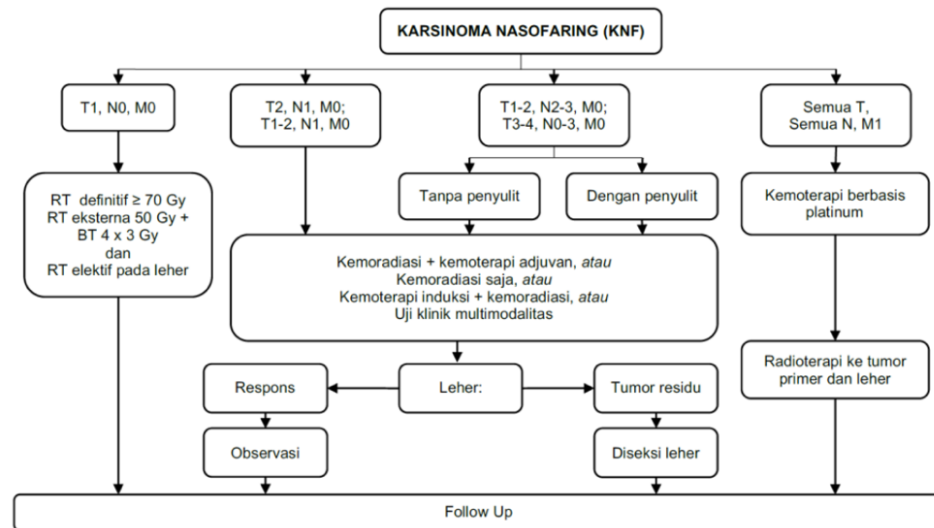 KARSINOMA NASOFARING (KNF)
T1, N0, M0
T2, N1, M0;
T1-2, N1, M0
T1-2, N2-3, M0;
T3-4, N0-3, M0
Semua T,
Semua N, M1
RT definitif ≥ 70 Gy
RT eksterna 50 Gy +
BT 4 x 3 Gy
dan
RT elektif pada leher
Tanpa penyulit
Dengan penyulit
Kemoterapi berbasis
platinum
Kemoradiasi + kemoterapi adjuvan, atau
Kemoradiasi saja, atau
Kemoterapi induksi + kemoradiasi, atau
Uji klinik multimodalitas
Respons
Leher:
Tumor residu
Radioterapi ke tumor
primer dan leher
Observasi
Diseksi leher
Follow Up